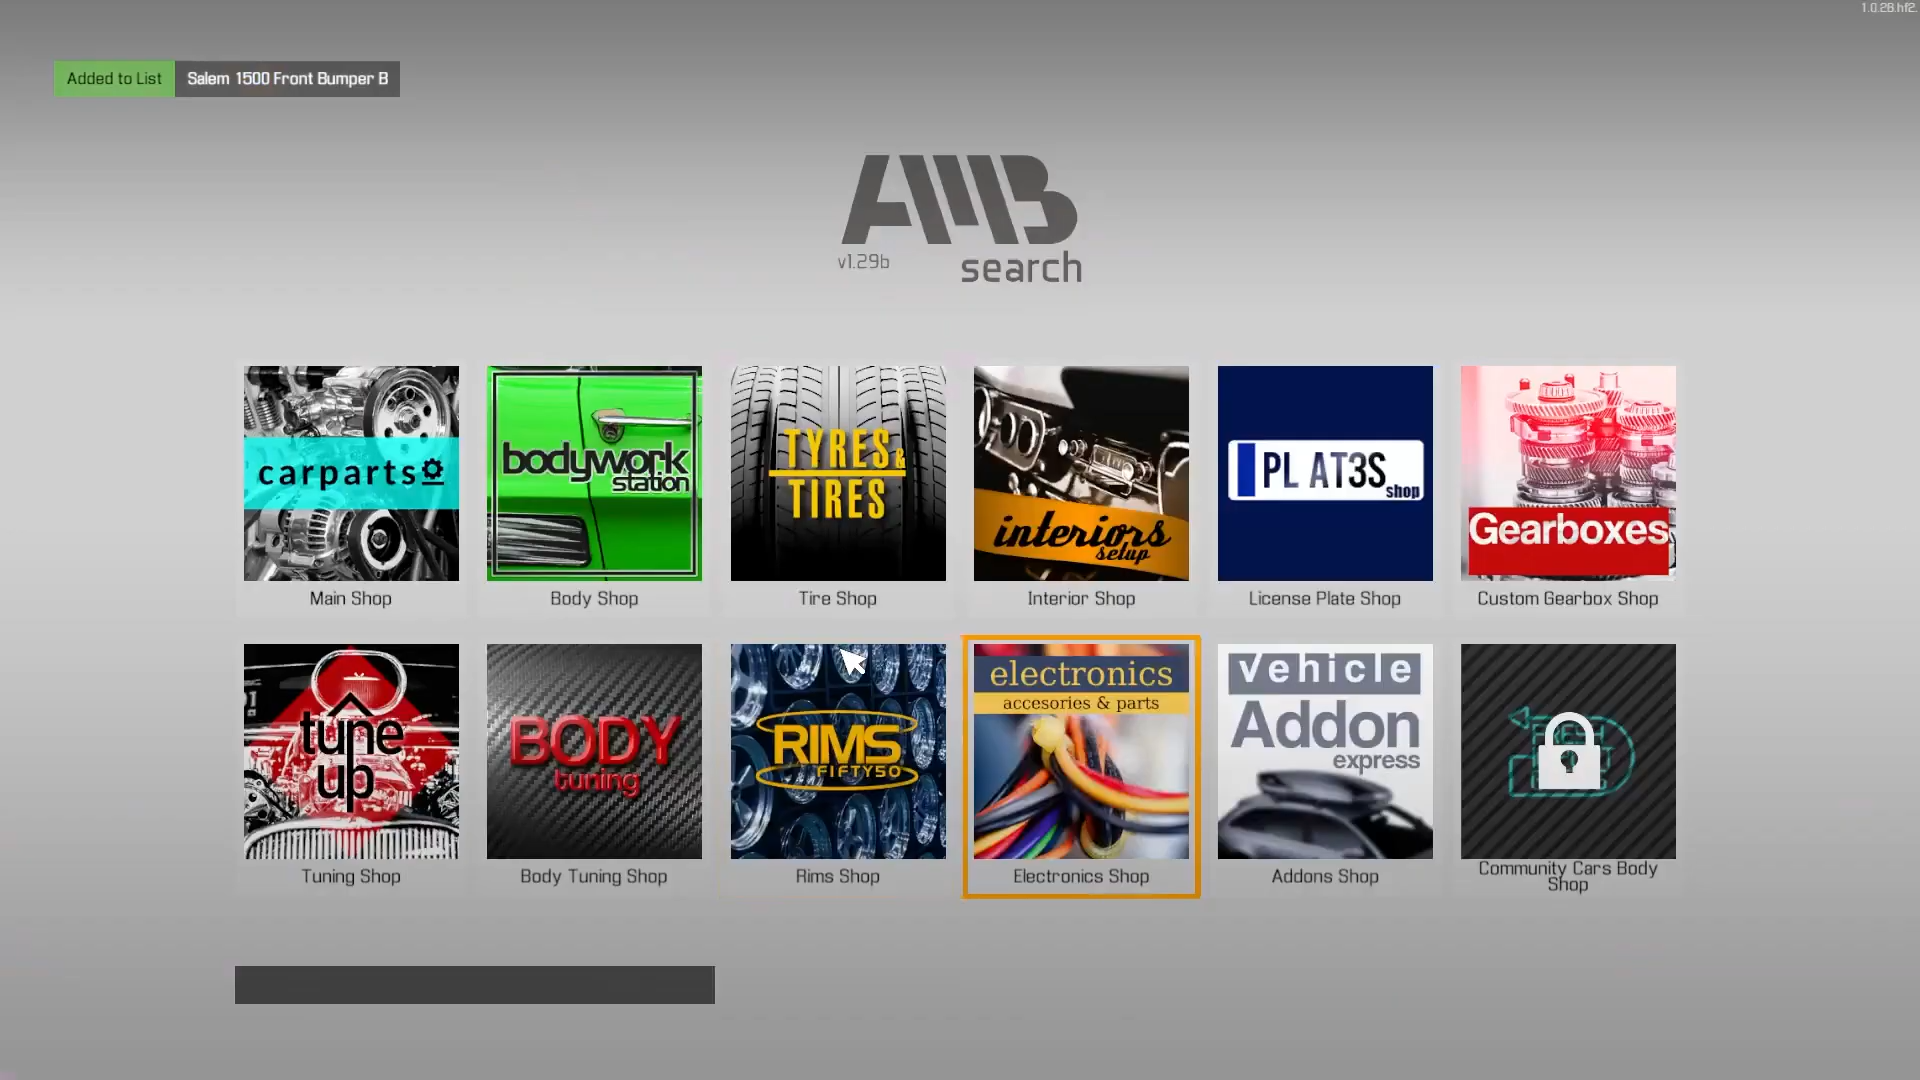 1.0.28.hf2.
Added to List Salem 1500 Front Bumper B
AMB
v1.29b search
carparts
Main Shop
bodywork
station
Body Shop
TYRES &
TIRES
Tire Shop
interiors
setup
Interior Shop
PL AT3S
shop
License Plate Shop
Gearboxes
Custom Gearbox Shop
tune
up
Tuning Shop
BODY
tuning
Body Tuning Shop
RIMS
FIFTY50
Rims Shop
electronics
accesories & parts
Electronics Shop
vehicle
Addon
express
Addons Shop
Community Cars Body
Shop